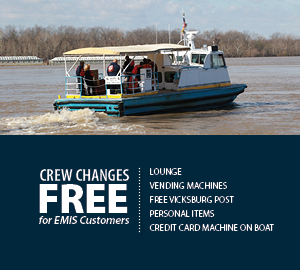 CREW CHANGES
FREE
for EMIS Customers
LOUNGE
VENDING MACHINES
FREE VICKSBURG POST
PERSONAL ITEMS
CREDIT CARD MACHINE ON BOAT